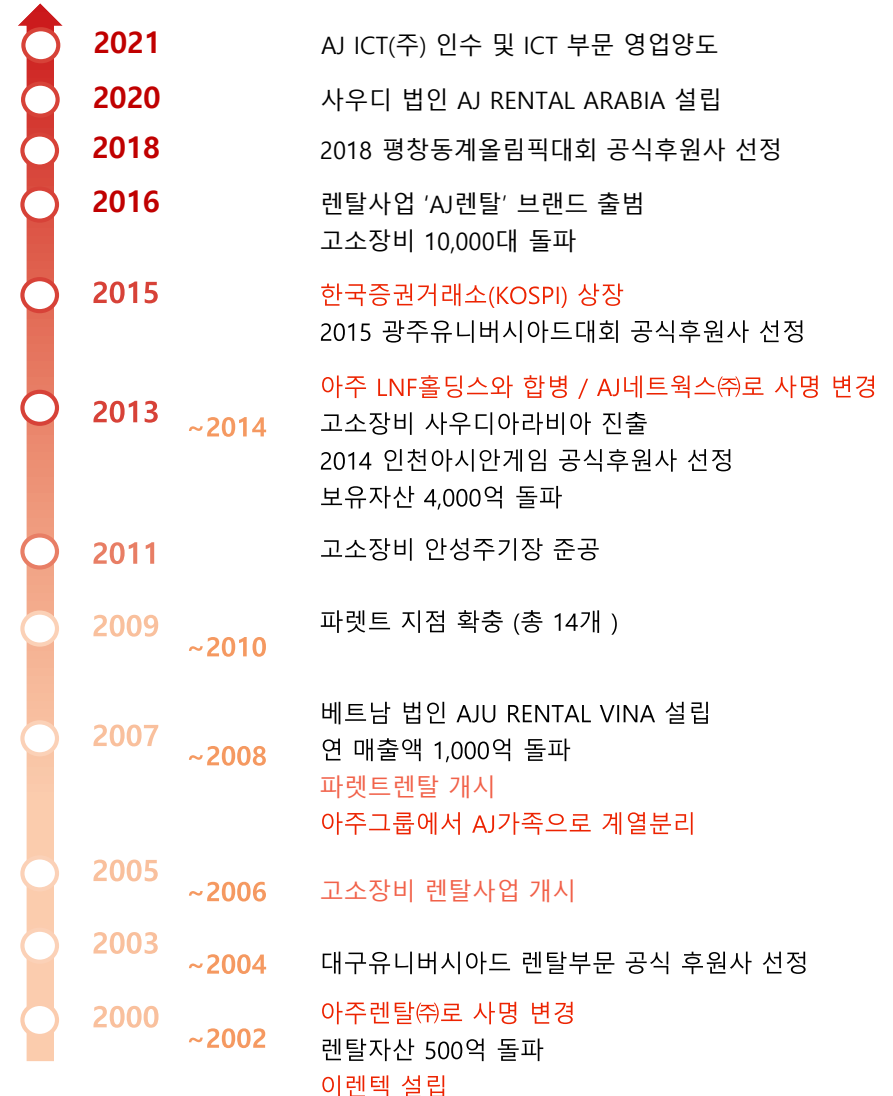 2021 AJ ICT(주) 인수 및 ICT 부문 영업양도
2020 사우디 법인 AJ RENTAL ARABIA 설립
2018 2018 평창동계올림픽대회 공식후원사 선정
2016 렌탈사업 ‘AJ렌탈’ 브랜드 출범
고소장비 10,000대 돌파
2015 한국증권거래소(KOSPI) 상장
2015 광주유니버시아드대회 공식후원사 선정
아주 LNF홀딩스와 합병 / AJ네트웍스㈜로 사명 변경
2013 ~2014 고소장비 사우디아라비아 진출
2014 인천아시안게임 공식후원사 선정
보유자산 4,000억 돌파
2011 고소장비 안성주기장 준공
2009 ~2010 파렛트 지점 확충 (총 14개 )
베트남 법인 AJU RENTAL VINA 설립
2007 ~2008 연 매출액 1,000억 돌파
파렛트렌탈 개시
아주그룹에서 AJ가족으로 계열분리
2005 ~2006 고소장비 렌탈사업 개시
2003 ~2004 대구유니버시아드 렌탈부문 공식 후원사 선정
2000 ~2002 아주렌탈㈜로 사명 변경
렌탈자산 500억 돌파
이렌텍 설립